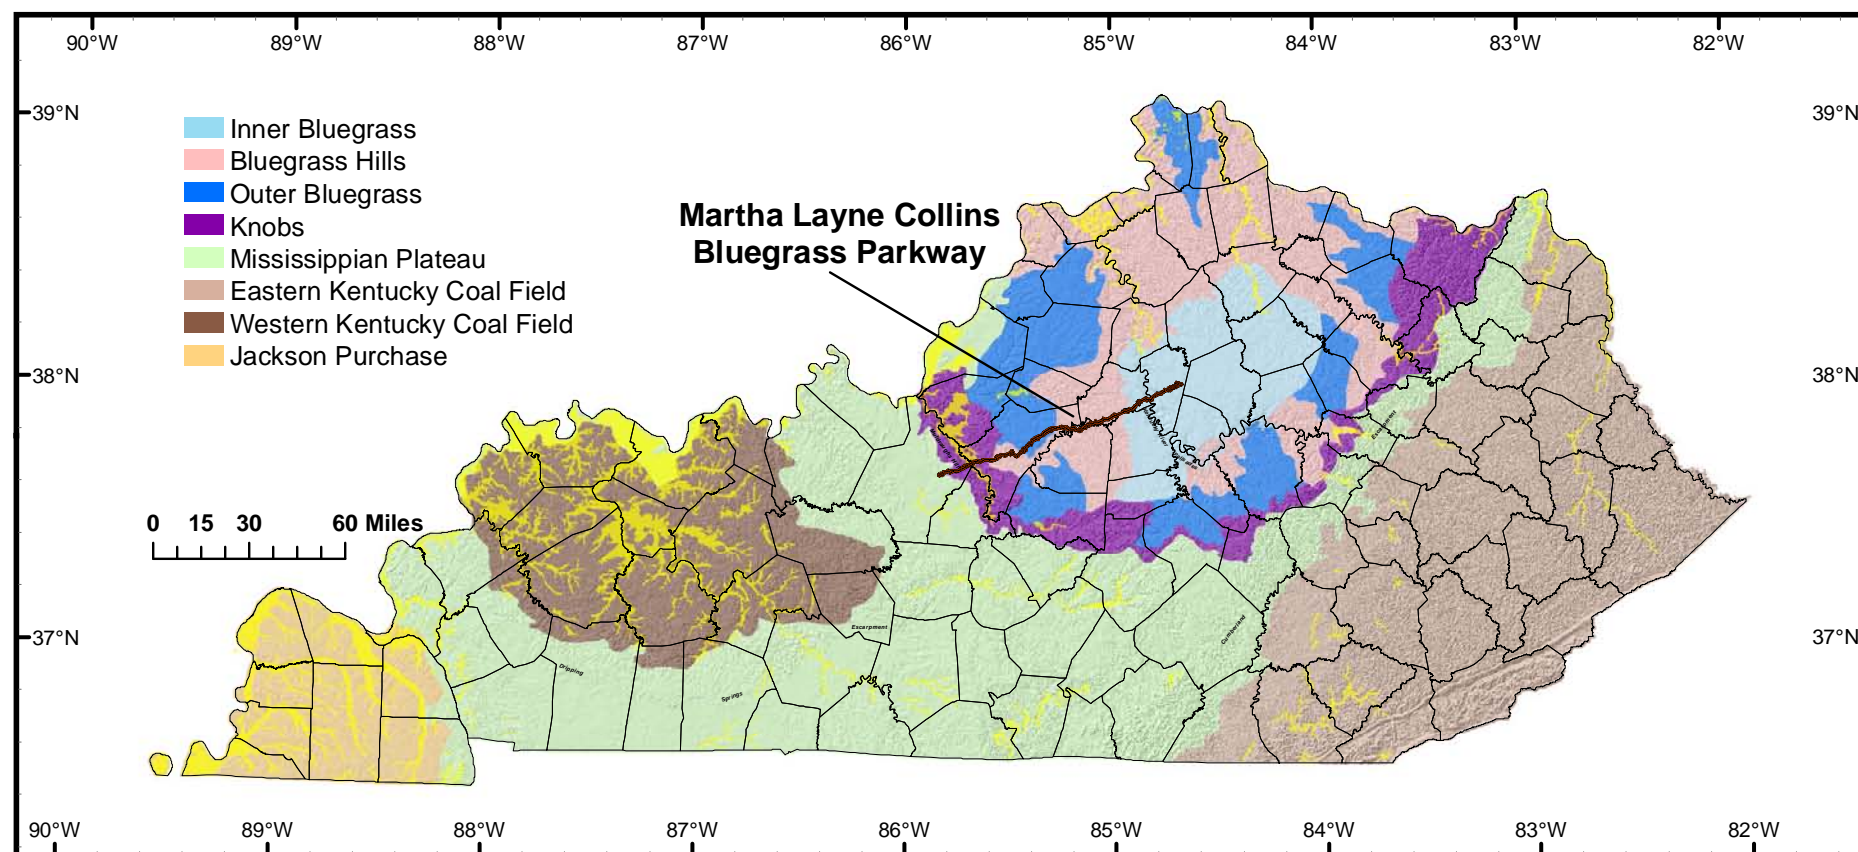 90°W 89°W 88°W 87°W 86°W 85°W 84°W 83°W 82°W
39°N 39°N
Inner Bluegrass
Bluegrass Hills
Outer Bluegrass
Knobs
Mississippian Plateau
Eastern Kentucky Coal Field
Western Kentucky Coal Field
Jackson Purchase
Martha Layne Collins
Bluegrass Parkway
38°N 38°N
Escarpment
0 15 30 60 Miles
Escarpment
Cumberland
37°N 37°N
Dripping
Springs
90°W 89°W 88°W 87°W 86°W 85°W 84°W 83°W 82°W